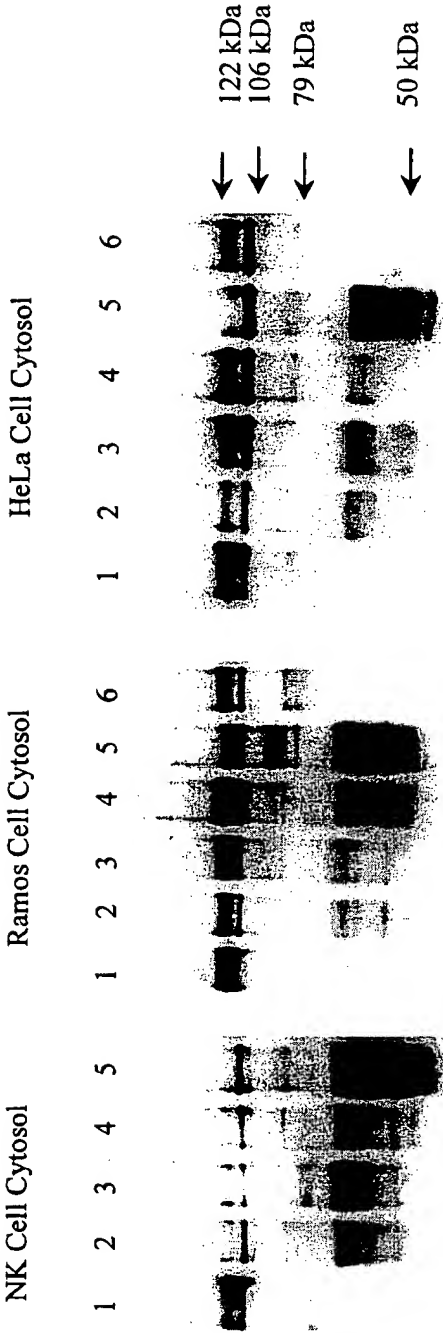 NK Cell Cytosol
1 2 3 4 5
Ramos Cell Cytosol
1 2 3 4 5 6
HeLa Cell Cytosol
1 2 3 4 5 6
122 kDa
106 kDa
79 kDa
50 kDa